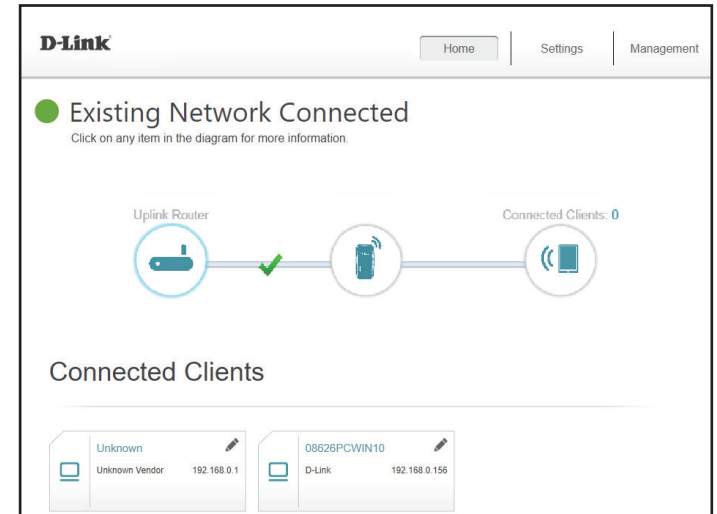 D-Link
Home Settings Management
Existing Network Connected
Click on any item in the diagram for more information.
Uplink Router
Connected Clients: 0
Connected Clients
Unknown
Unknown Vendor 192.168.0.1
08626PCWIN10
D-Link 192.168.0.156